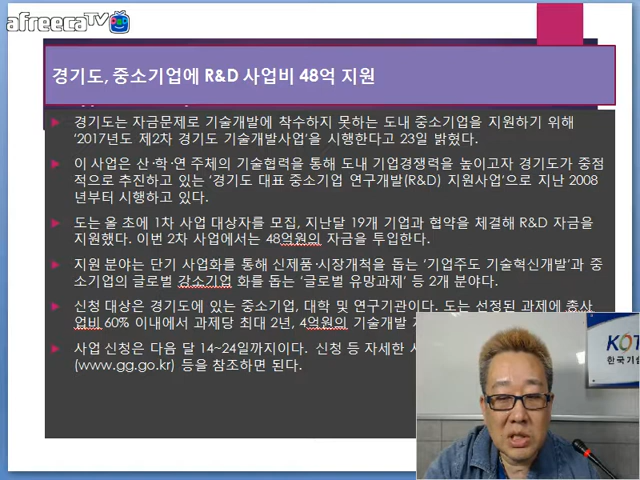 afreecaTV
경기도, 중소기업에 R&D 사업비 48억 지원
경기도는 자금문제로 기술개발에 착수하지 못하는 도내 중소기업을 지원하기 위해
'2017년도 제2차 경기도 기술개발사업'을 시행한다고 23일 밝혔다.
이 사업은 산·학·연 주체의 기술협력을 통해 도내 기업경쟁력을 높이고자 경기도가 중점
적으로 추진하고 있는 '경기도 대표 중소기업 연구개발(R&D) 지원사업'으로 지난 2008
년부터 시행하고 있다.
도는 올 초에 1차 사업 대상자를 모집, 지난달 19개 기업과 협약을 체결해 R&D 자금을
지원했다. 이번 2차 사업에서는 48억원의 자금을 투입한다.
지원 분야는 단기 사업화를 통해 신제품·시장개척을 돕는 '기업주도 기술혁신개발'과 중
소기업의 글로벌 강소기업 화를 돕는 '글로벌 유망과제' 등 2개 분야다.
신청 대상은 경기도에 있는 중소기업, 대학 및 연구기관이다. 도는 선정된 과제에 총사
업비 60% 이내에서 과제당 최대 2년, 4억원의 기술개발
사업 신청은 다음 달 14~24일까지이다. 신청 등 자세한
(www.gg.go.kr) 등을 참조하면 된다.
한국기술